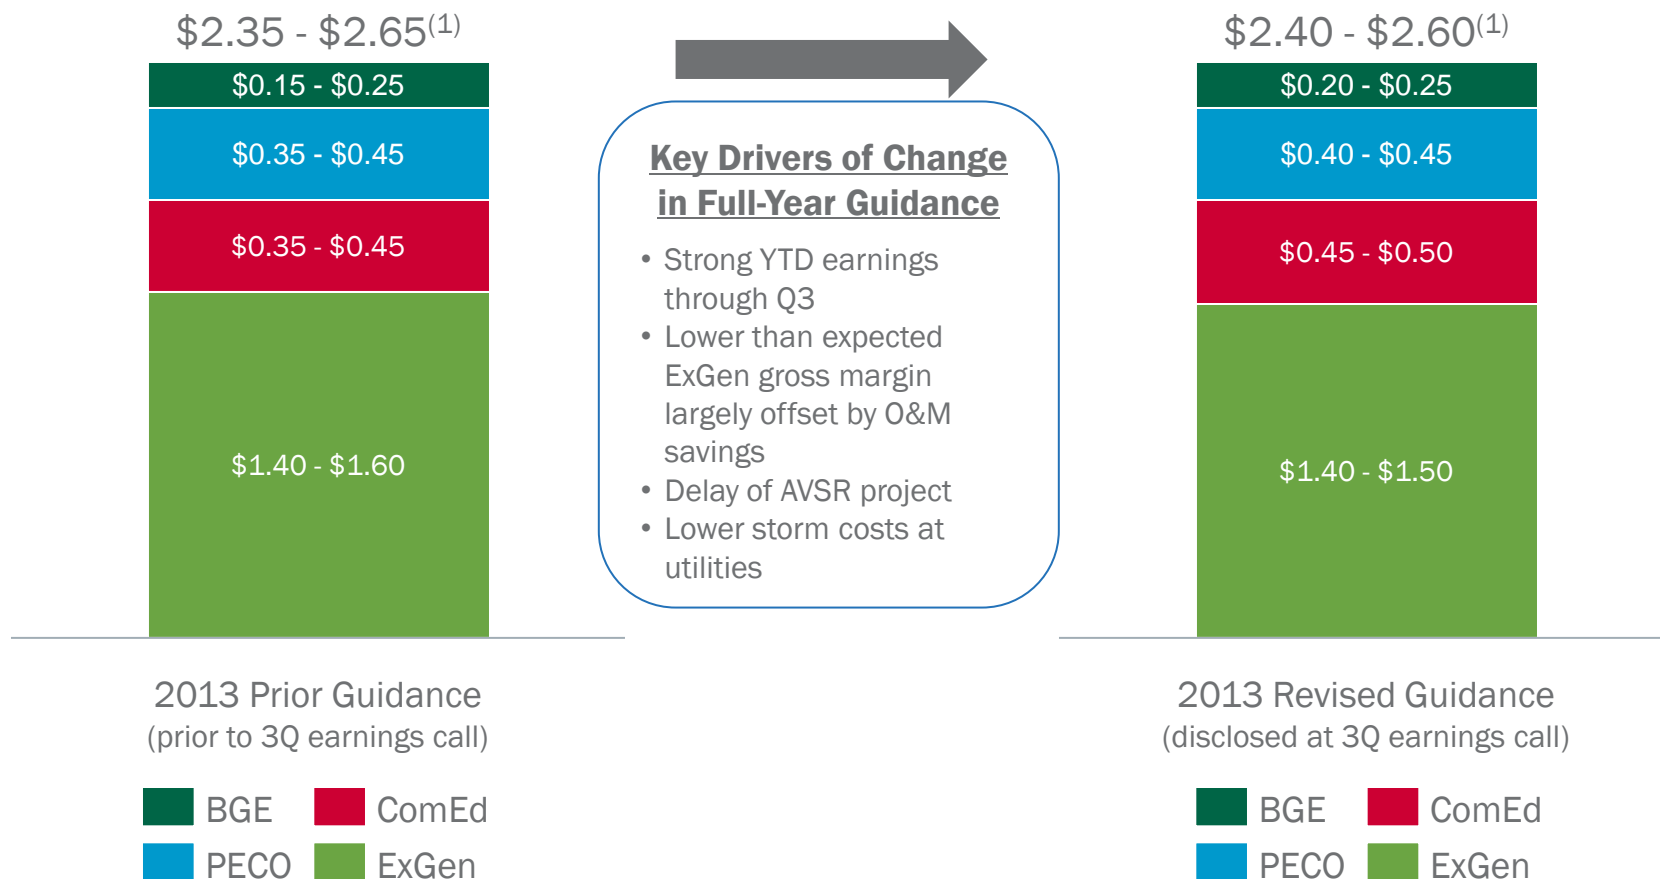 $2.35 - $2.65(1)
$0.15 - $0.25
$0.35 - $0.45
$0.35 - $0.45
$1.40 - $1.60
2013 Prior Guidance
(prior to 3Q earnings call)
BGE
ComEd
PECO
ExGen
Key Drivers of Change
in Full-Year Guidance
• Strong YTD earnings
through Q3
• Lower than expected
ExGen gross margin
largely offset by O&M
savings
• Delay of AVSR project
• Lower storm costs at
utilities
$2.40 - $2.60(1)
$0.20 - $0.25
$0.40 - $0.45
$0.45 - $0.50
$1.40 - $1.50
2013 Revised Guidance
(disclosed at 3Q earnings call)
BGE
ComEd
PECO
ExGen